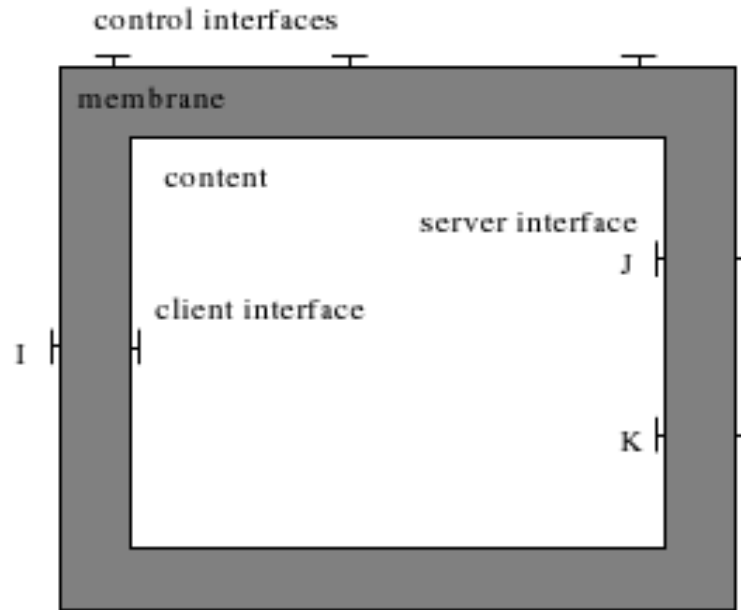 control interfaces
membrane
content
server interface
J
client interface
I
K